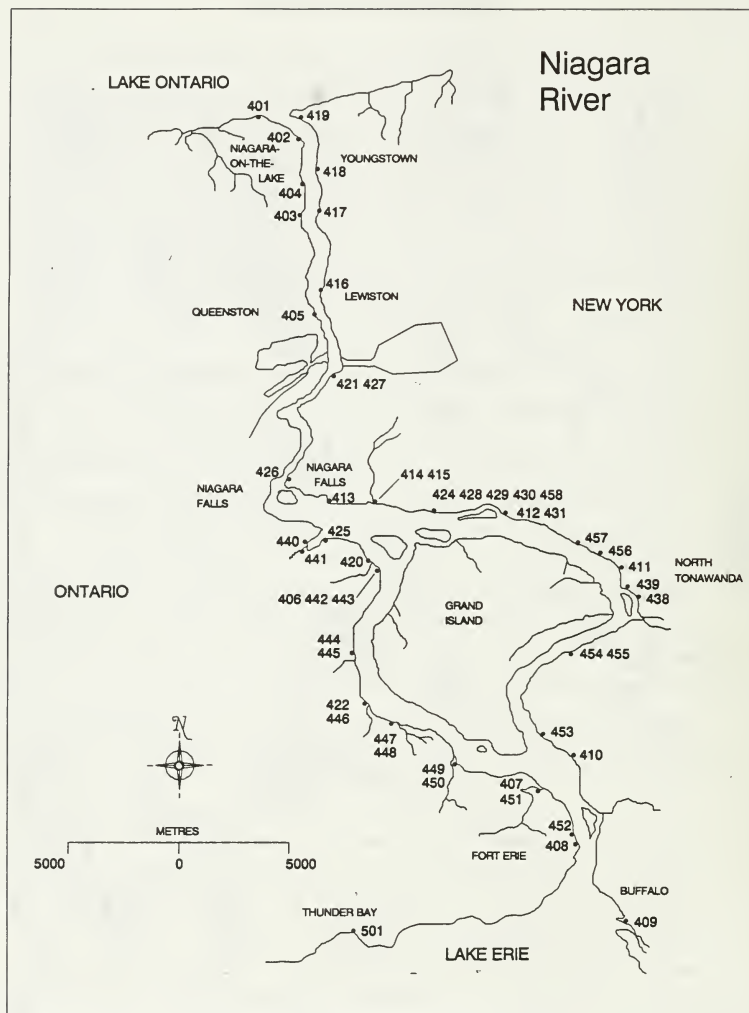 Niagara
River
LAKE ONTARIO
401
419
402
NIAGARA-
ON-THE-
LAKE
YOUNGSTOWN
418
404
403
417
416
LEWISTON
QUEENSTON
405
NEW YORK
421 427
426
NIAGARA
FALLS
414 415
NIAGARA
FALLS
413
424 428 429 430 458
412 431
425
440
441
457
456
420
411
NORTH
TONAWANDA
439
438
406 442 443
ONTARIO
GRAND
ISLAND
444
445
454 455
422
446
N
447
448
453
410
449
450
407
451
METRES
5000
0
5000
452
408
FORT ERIE
THUNDER BAY
501
BUFFALO
409
LAKE ERIE